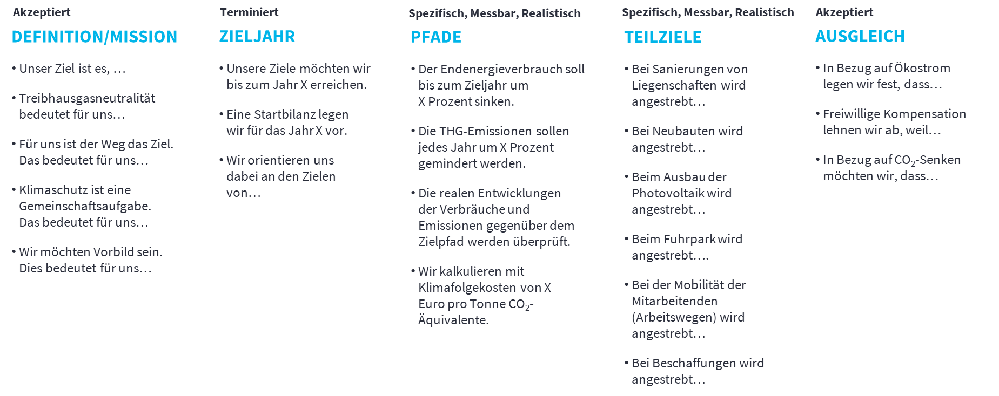 Akzeptiert
DEFINITION/MISSION
• Unser Ziel ist es, …
• Treibhausgasneutralität
bedeutet für uns…
• Für uns ist der Weg das Ziel.
Das bedeutet für uns…
• Klimaschutz ist eine
Gemeinschaftsaufgabe.
Das bedeutet für uns…
• Wir möchten Vorbild sein.
Dies bedeutet für uns…
Terminiert
ZIELJAHR
• Unsere Ziele möchten wir
bis zum Jahr X erreichen.
• Eine Startbilanz legen
wir für das Jahr X vor.
• Wir orientieren uns
dabei an den Zielen
von…
Spezifisch, Messbar, Realistisch
PFADE
• Der Endenergieverbrauch soll
bis zum Zieljahr um
X Prozent sinken.
• Die THG-Emissionen sollen
jedes Jahr um X Prozent
gemindert werden.
• Die realen Entwicklungen
der Verbräuche und
Emissionen gegenüber dem
Zielpfad werden überprüft.
• Wir kalkulieren mit
Klimafolgekosten von X
Euro pro Tonne CO₂-
Äquivalente.
Spezifisch, Messbar, Realistisch
TEILZIELE
• Bei Sanierungen von
Liegenschaften wird
angestrebt…
• Bei Neubauten wird
angestrebt…
• Beim Ausbau der
Photovoltaik wird
angestrebt…
• Beim Fuhrpark wird
angestrebt….
• Bei der Mobilität der
Mitarbeitenden
(Arbeitswegen) wird
angestrebt…
• Bei Beschaffungen wird
angestrebt…
Akzeptiert
AUSGLEICH
• In Bezug auf Ökostrom
legen wir fest, dass…
• Freiwillige Kompensation
lehnen wir ab, weil…
• In Bezug auf CO₂-Senken
möchten wir, dass…